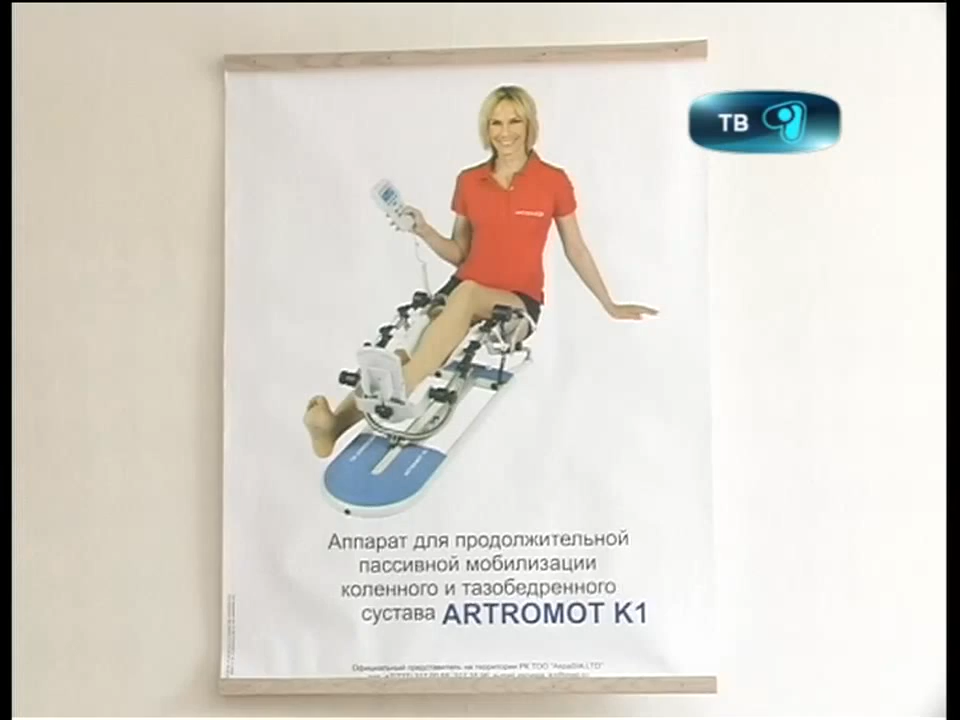 ТВ
Аппарат для продолжительной
пассивной мобилизации
коленного и тазобедренного
сустава ARTROMOT K1
Официальный представитель на территории РК ТОО